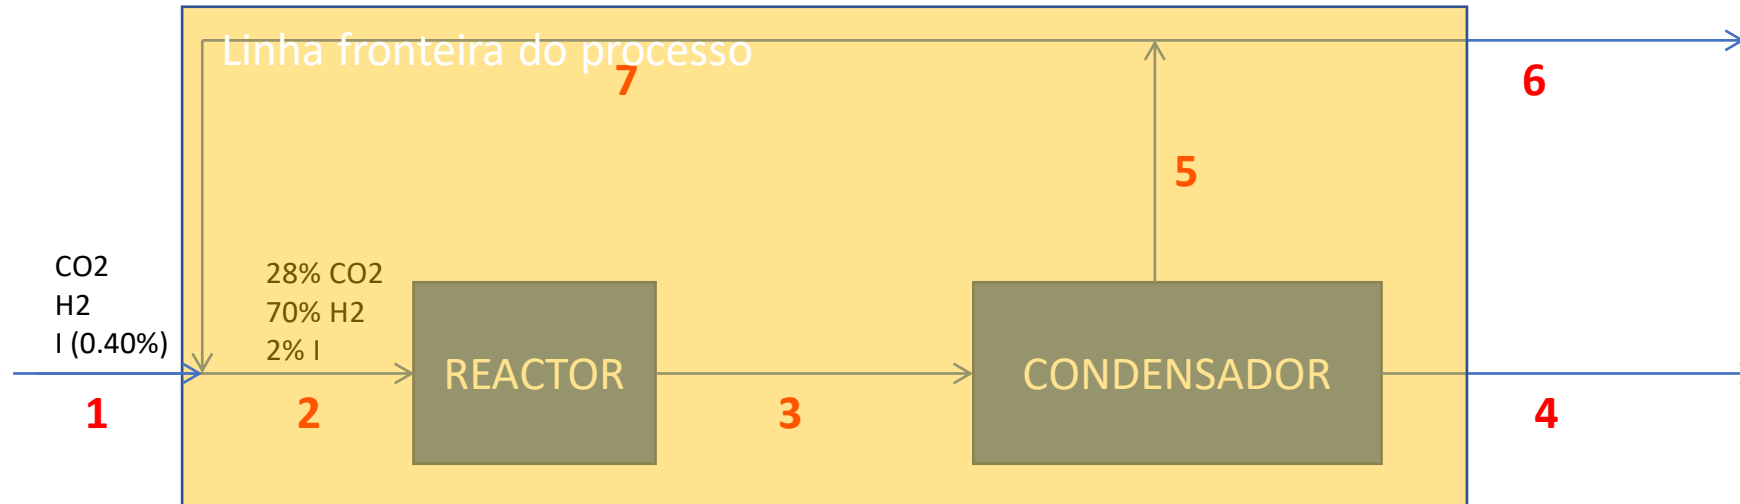 Linha fronteira do processo
7
6
5
CO2
H2
I (0.40%)
28% CO2
70% H2
2% I
REACTOR
CONDENSADOR
1
2
3
4